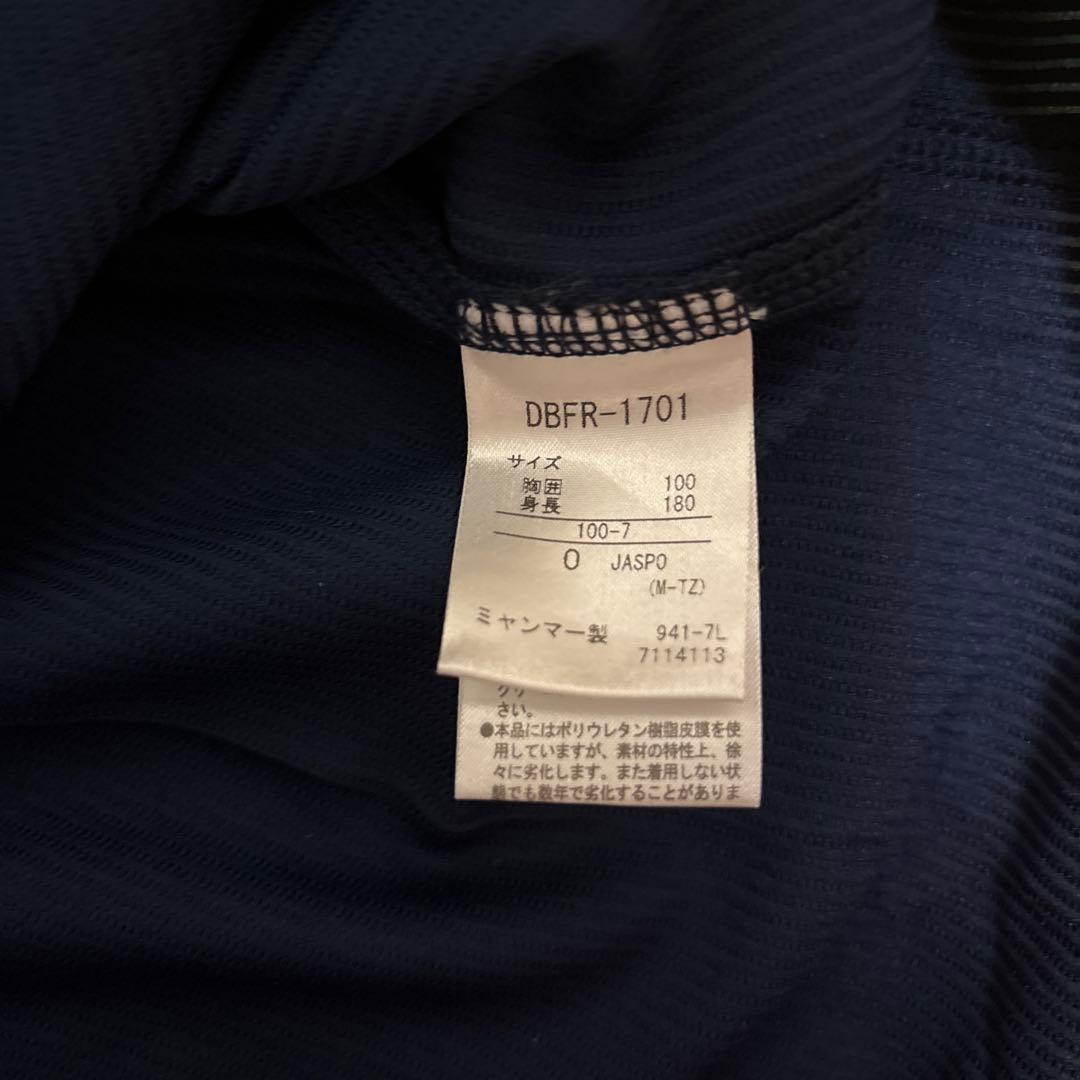 DBFR-1701
サイズ
胸囲 100
身長 180
100-7
O JASPO
(M-TZ)
ミャンマー製 941-7L
7114113
さい。
●本品にはポリウレタン樹脂皮膜を使
用していますが、素材の特性上、徐
々に劣化します。また着用しない状
態でも数年で劣化することがありま